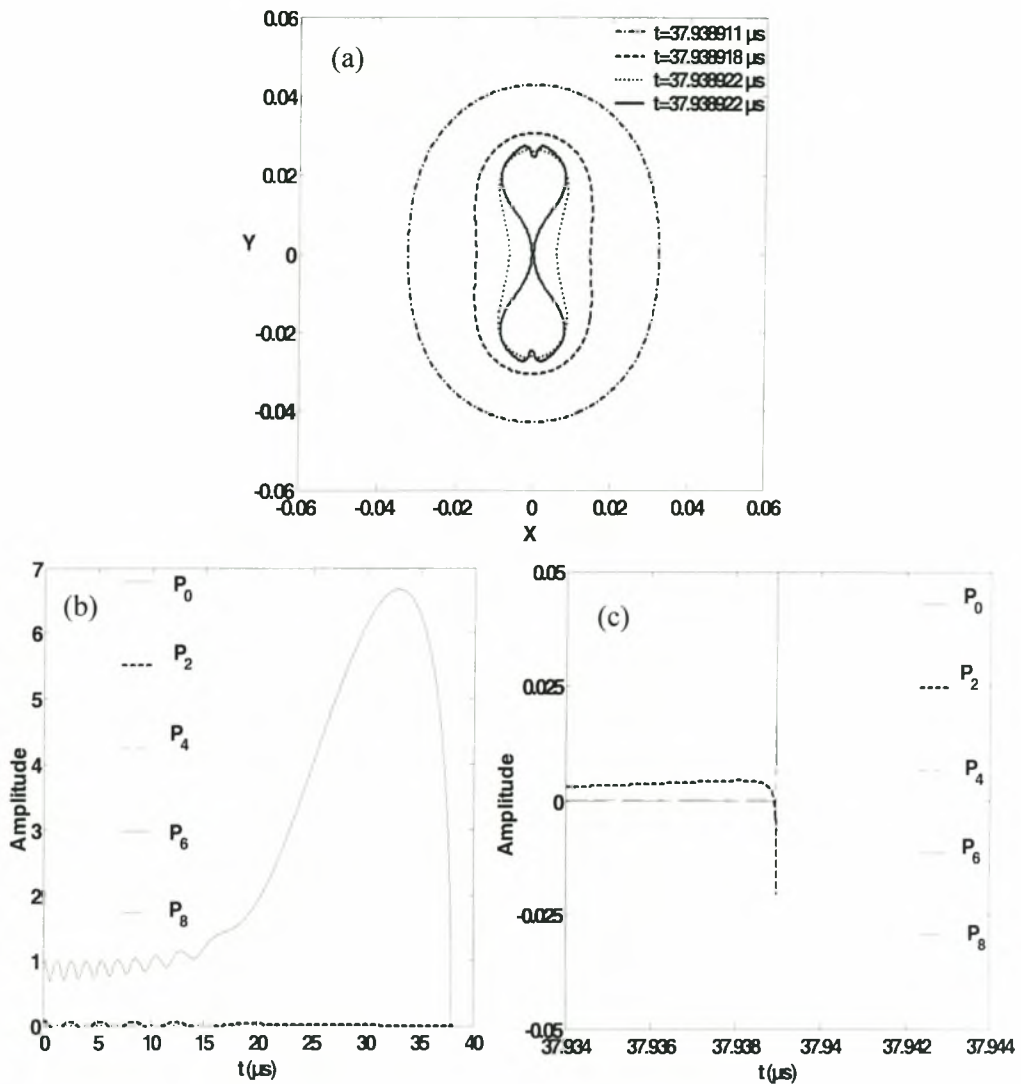 (a)
t=37.938911 µs
t=37.938918 µs
t=37.938922 µs
t=37.938922 µs
0.06
0.04
0.02
0
-0.02
-0.04
-0.06
Y
-0.06
-0.04
-0.02
0
0.02
0.04
0.06
X
(b)
P0
P2
P4
P6
P8
7
6
5
4
3
2
1
0
Amplitude
0
5
10
15
20
25
30
35
40
t (µs)
(c)
P0
P2
P4
P6
P8
0.05
0.025
0
-0.025
-0.05
Amplitude
37.934
37.936
37.938
37.94
37.942
37.944
t (µs)